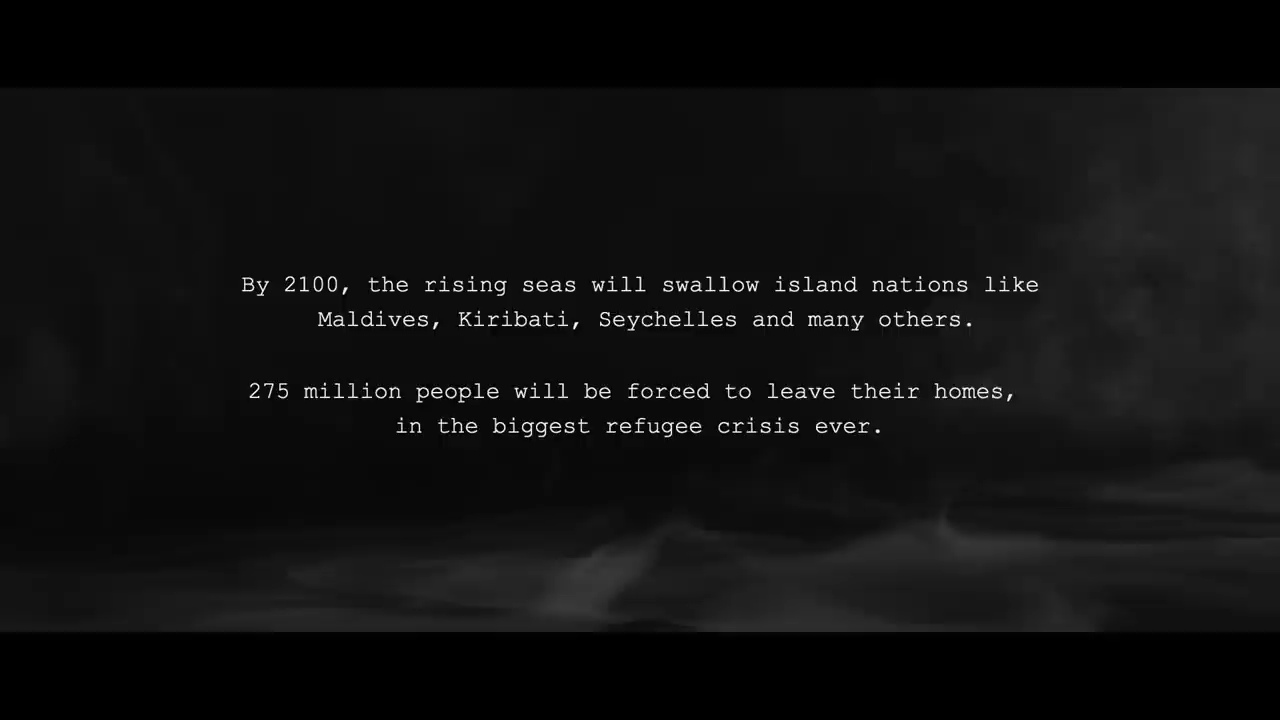 By 2100, the rising seas will swallow island nations like
Maldives, Kiribati, Seychelles and many others.
275 million people will be forced to leave their homes,
in the biggest refugee crisis ever.